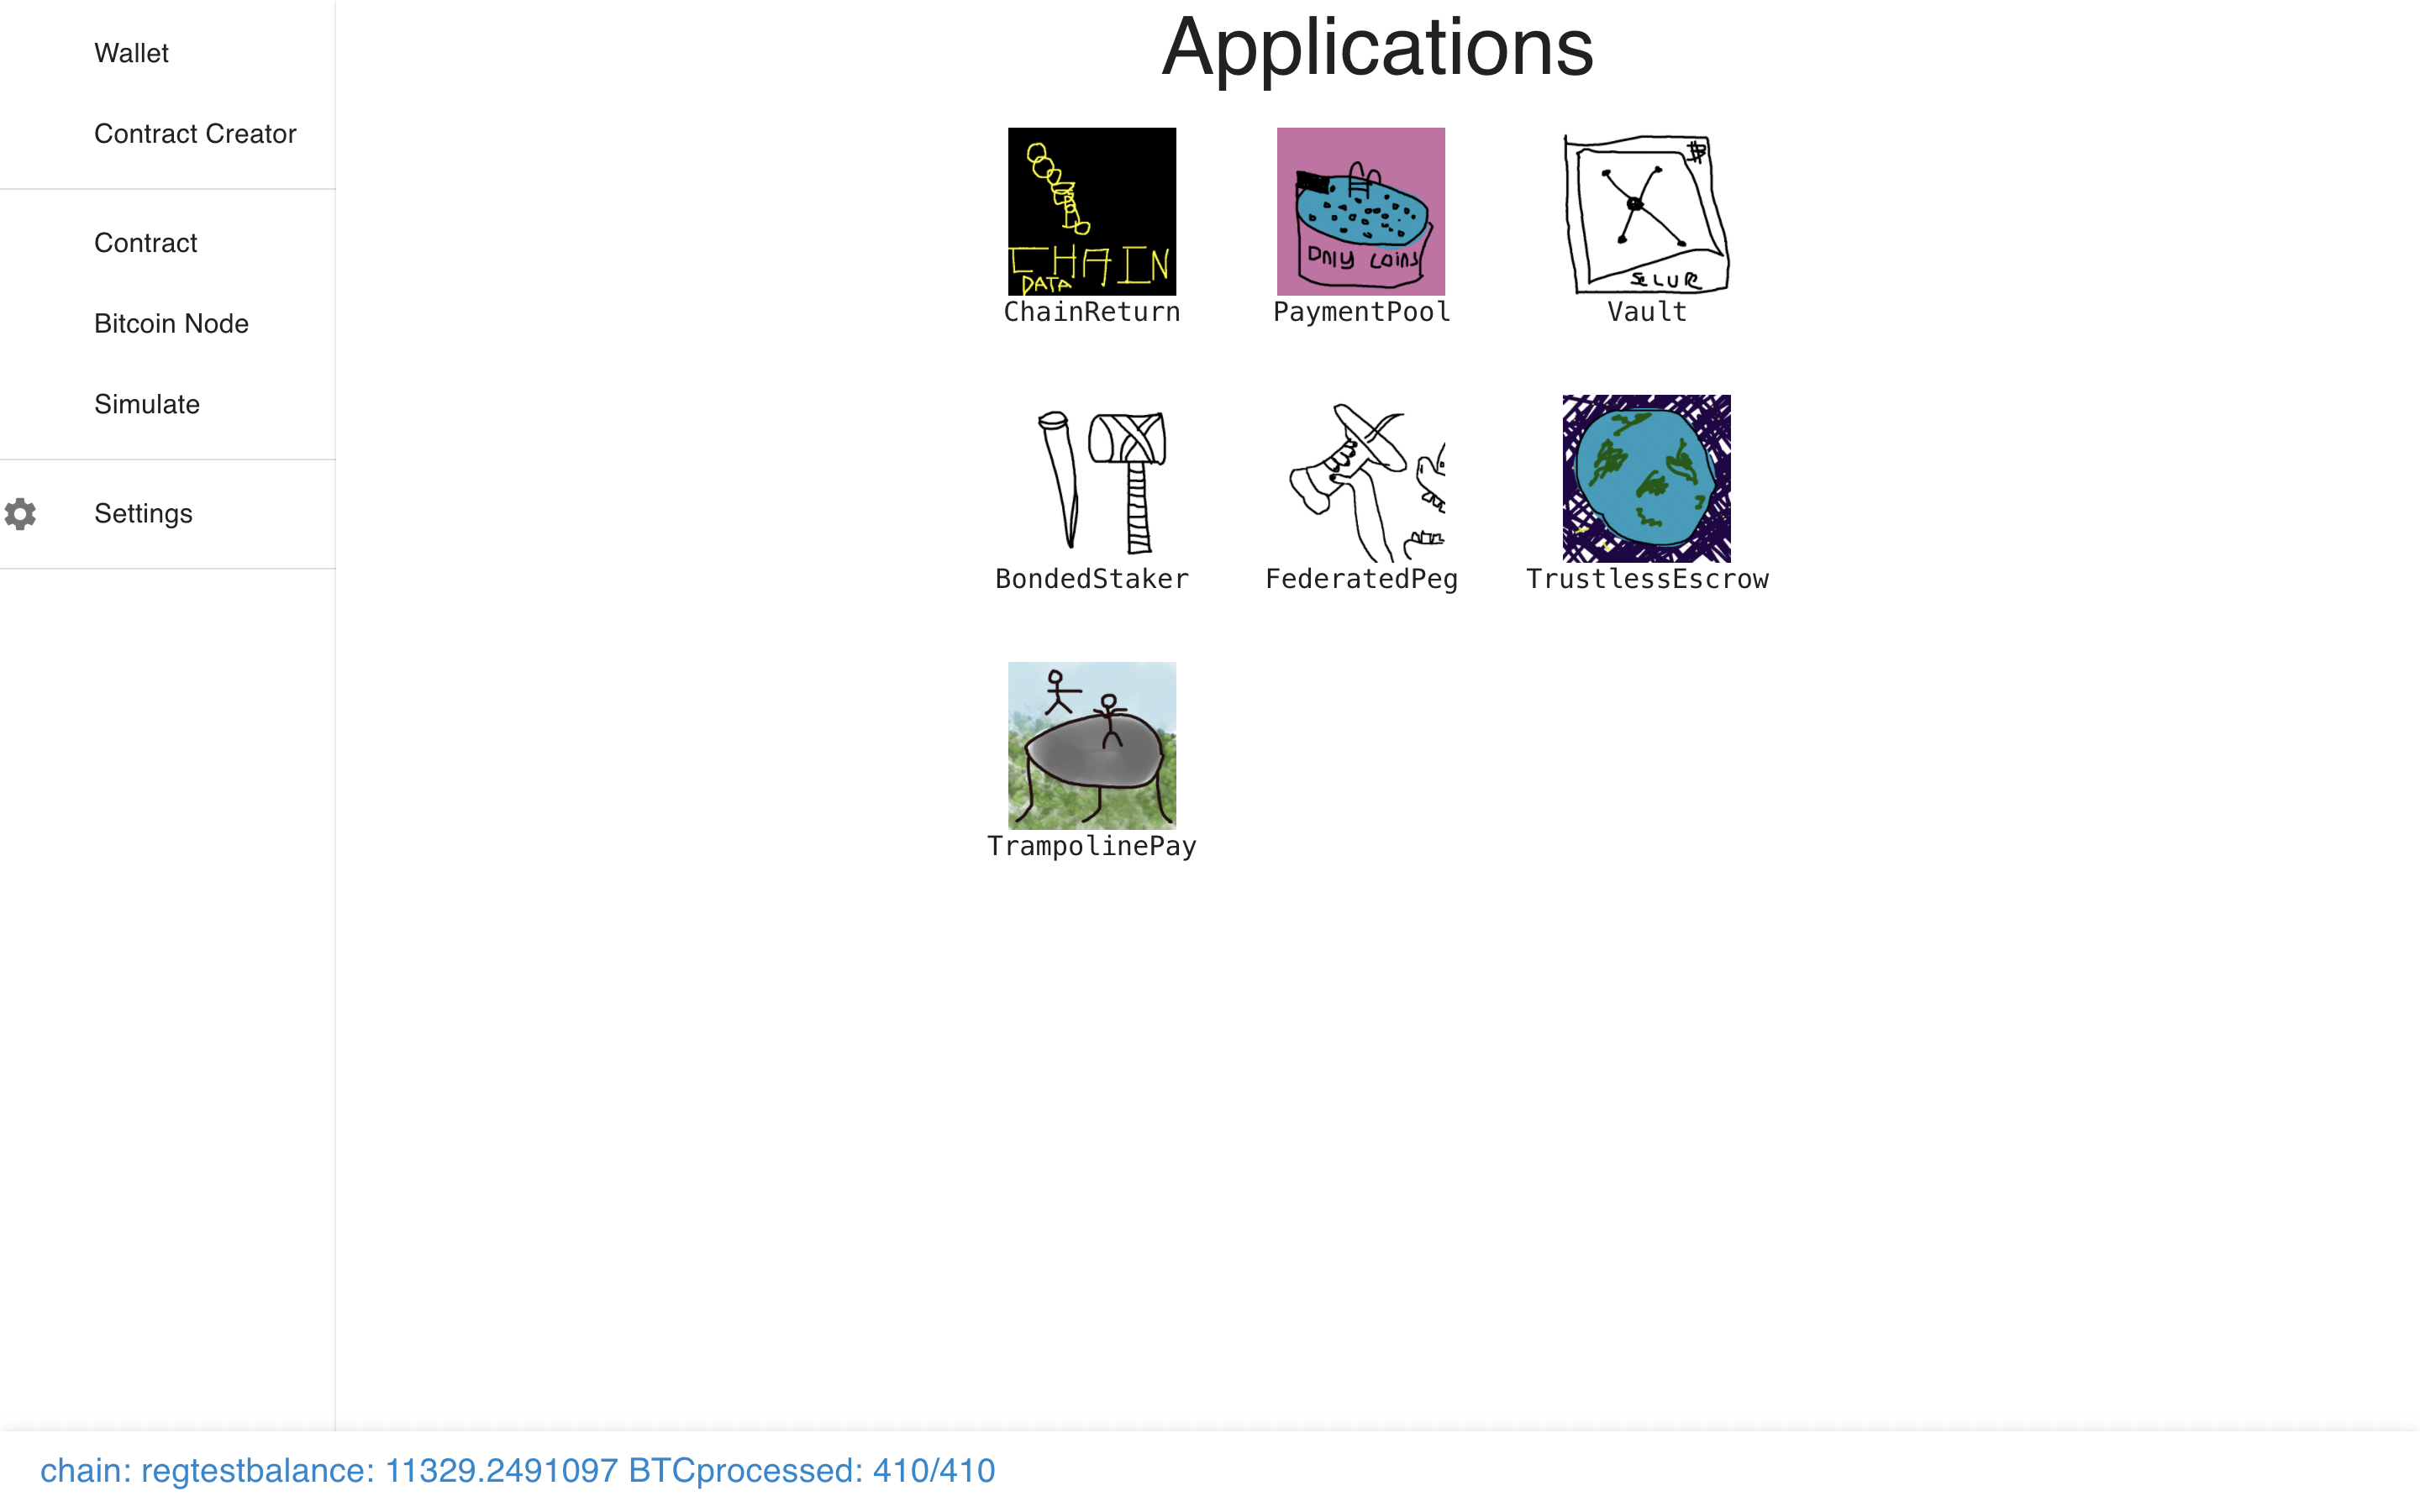 Wallet
Contract Creator
Contract
Bitcoin Node
Simulate
Settings
Applications
CHAIN
DATA
ChainReturn
Only Coins
PaymentPool
$
SECUR
Vault
BondedStaker
FederatedPeg
TrustlessEscrow
TrampolinePay
chain: regtestbalance: 11329.2491097 BTCprocessed: 410/410